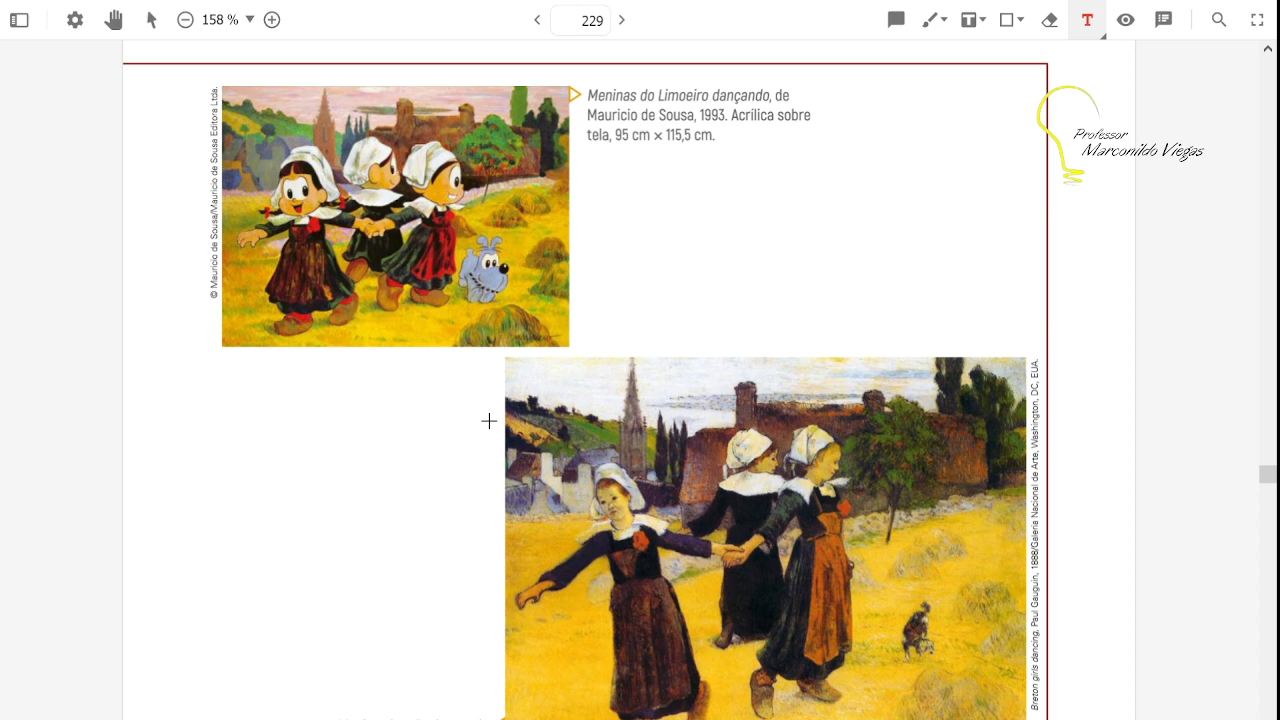 158 %
229
T
T
© Mauricio de Sousa/Mauricio de Sousa Editora Ltda.
Meninas do Limoeiro dançando, de
Mauricio de Sousa, 1993. Acrílica sobre
tela, 95 cm × 115,5 cm.
Professor
Marconildo Viegas
Breton girls dancing, Paul Gauguin, 1888/Galeria Nacional de Arte, Washington, DC, EUA.